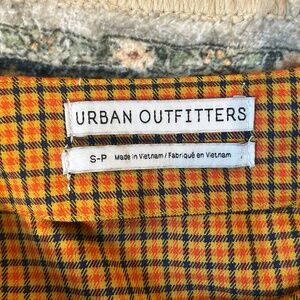 URBAN OUTFITTERS
S-P Made in Vietnam / Fabriqué en Vietnam